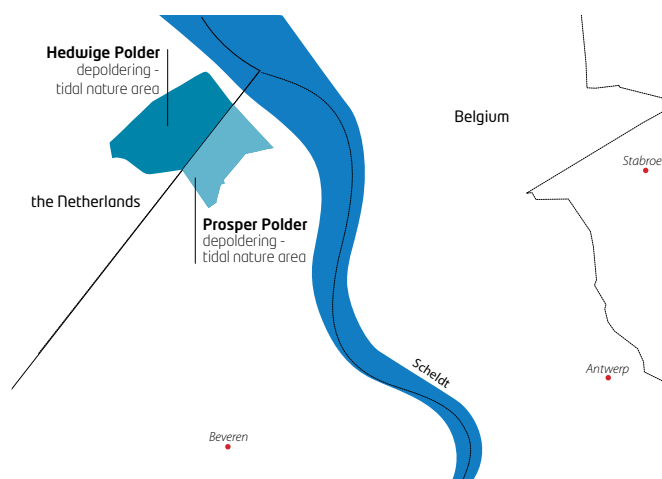 Hedwige Polder
depoldering -
tidal nature area
Belgium
Stabroe
the Netherlands
Prosper Polder
depoldering -
tidal nature area
Scheldt
Antwerp
Beveren